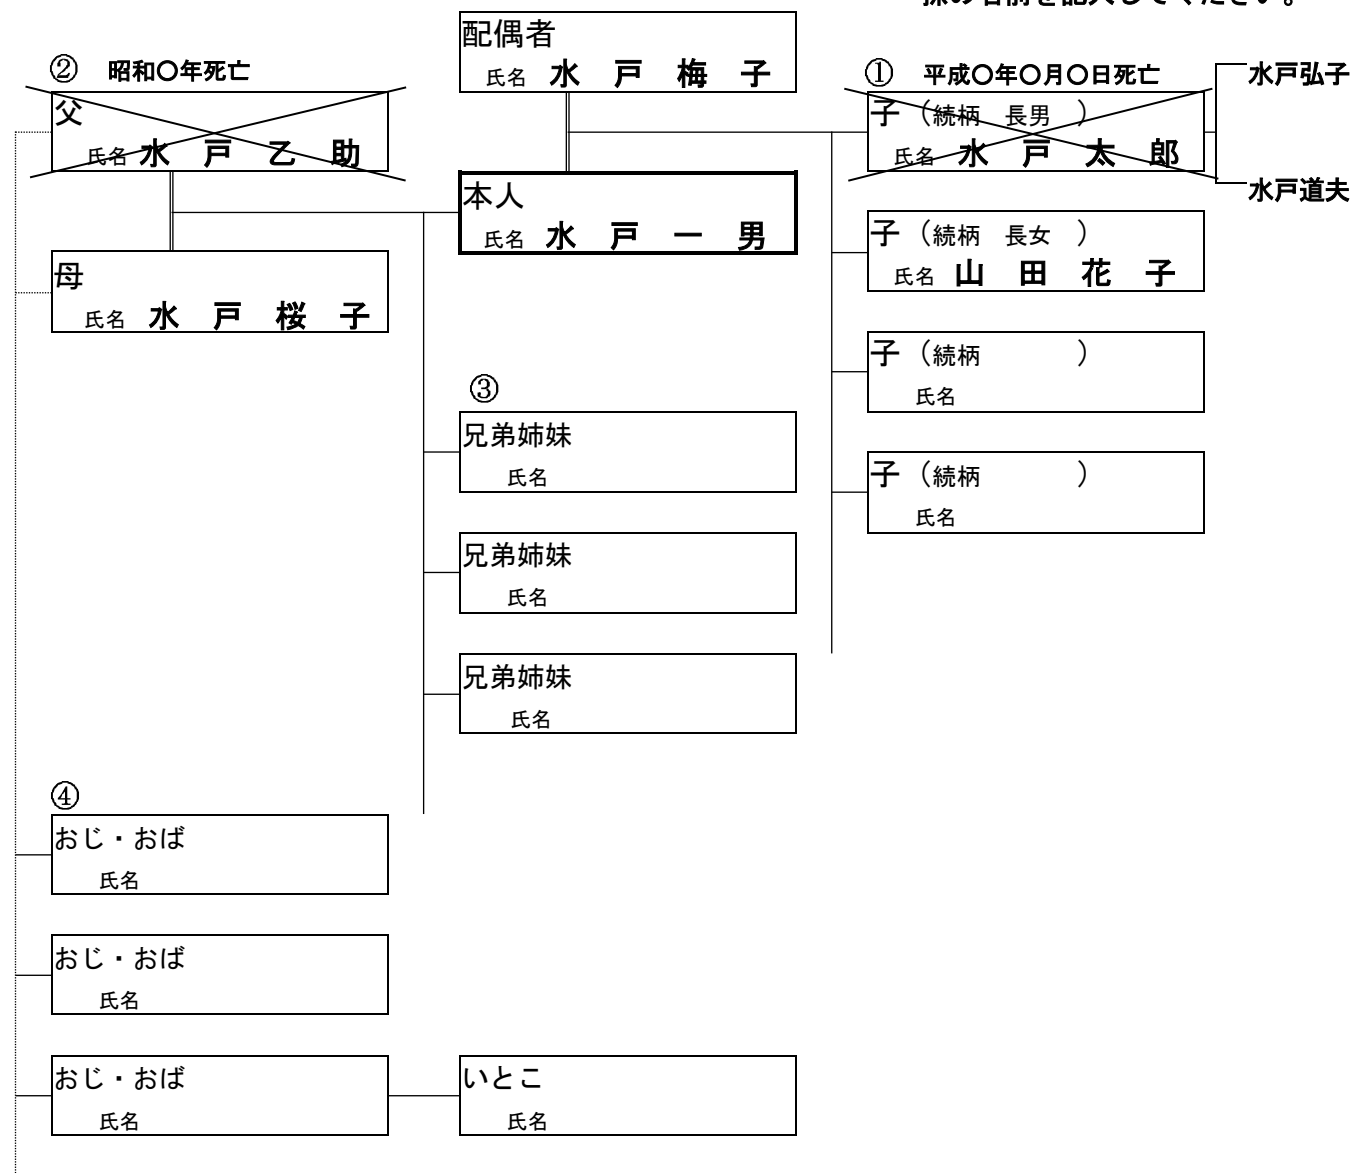 配偶者
氏名 水 戸 梅 子
② 昭和〇年死亡
父
氏名 水 戸 乙 助
① 平成〇年〇月〇日死亡
子（続柄 長男 ）
氏名 水 戸 太 郎
水戸弘子
水戸道夫
本人
氏名 水 戸 一 男
子（続柄 長女 ）
氏名 山 田 花 子
母
氏名 水 戸 桜 子
子（続柄 ）
氏名
③
兄弟姉妹
氏名
子（続柄 ）
氏名
兄弟姉妹
氏名
兄弟姉妹
氏名
④
おじ・おば
氏名
おじ・おば
氏名
おじ・おば
氏名
いとこ
氏名